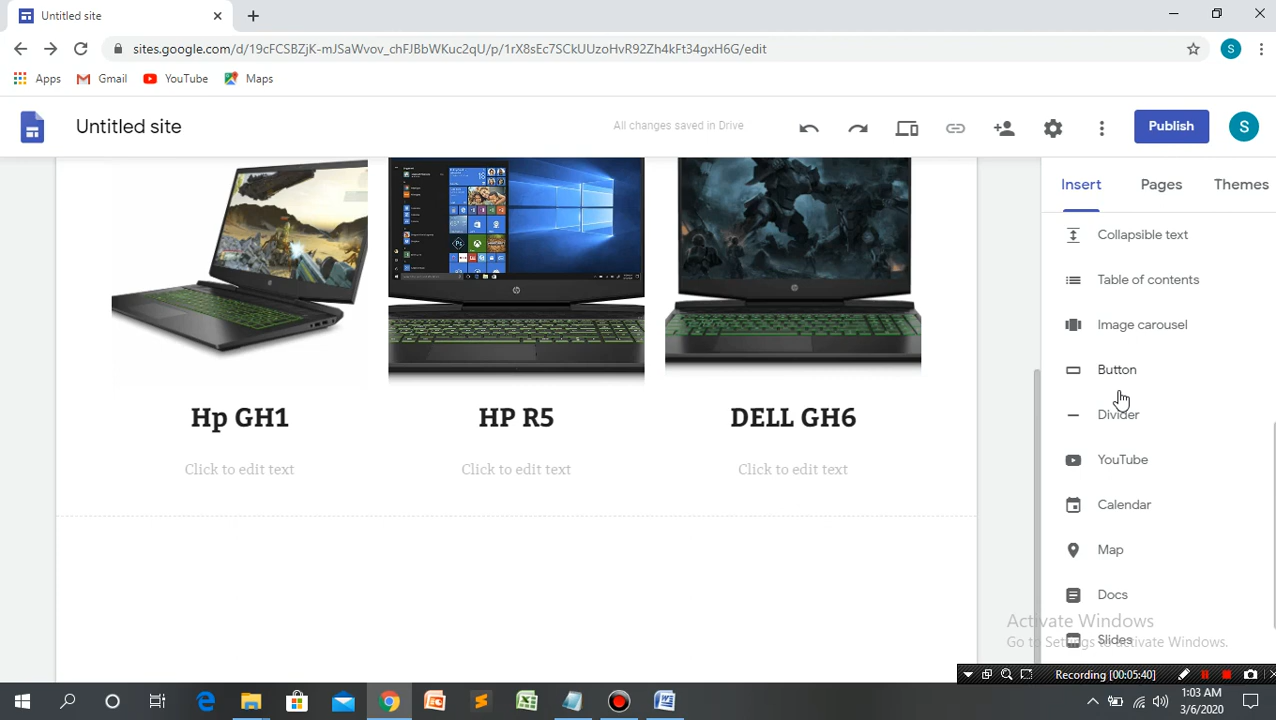 Untitled site
sites.google.com/d/19cFCSBZjK-mJSaWvov_chFJBbWKuc2qU/p/1rX8sEc7SCkUUzoHvR92Zh4kFt34gxH6G/edit
S
Apps Gmail YouTube Maps
Untitled site
All changes saved in Drive
Publish
S
Insert Pages Themes
Collapsible text
Table of contents
Image carousel
Button
Divider
YouTube
Calendar
Map
Docs
Slides
Hp GH1 HP R5 DELL GH6
Click to edit text Click to edit text Click to edit text
Activate Windows
Go to Settings to activate Windows.
Recording [00:05:40]
1:03 AM
3/6/2020